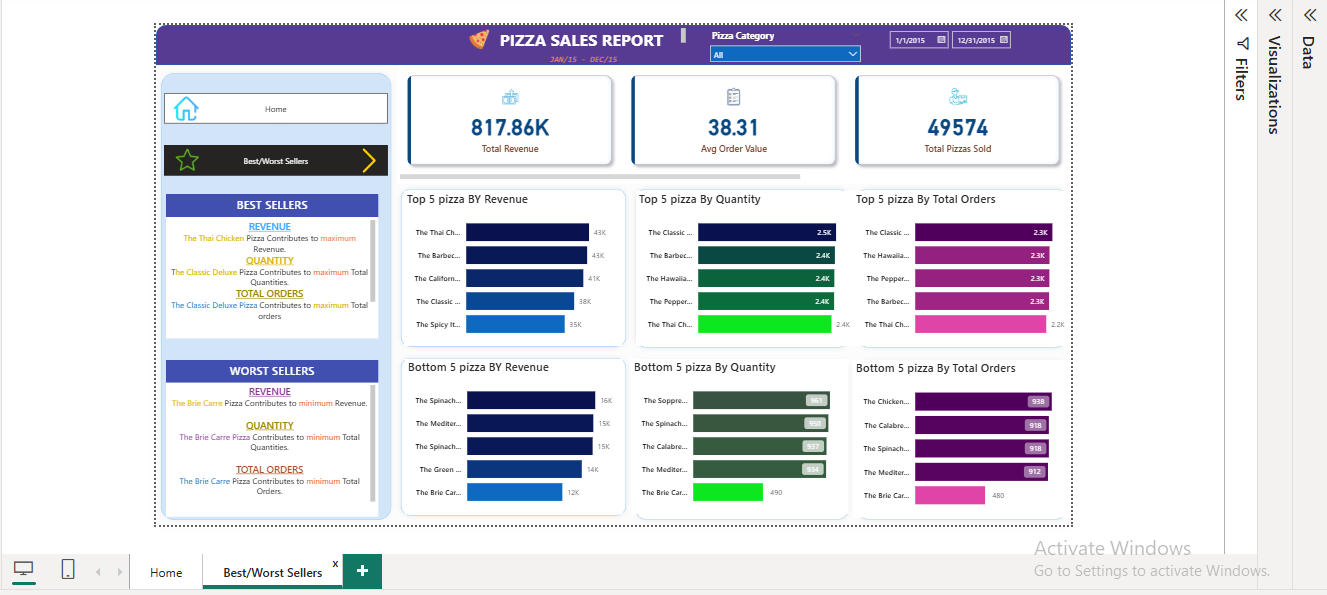 PIZZA SALES REPORT
JAN/15 - DEC/15
Pizza Category
All
1/1/2015
12/31/2015
Filters
Visualizations
Data
Home
Best/Worst Sellers
817.86K
Total Revenue
38.31
Avg Order Value
49574
Total Pizzas Sold
BEST SELLERS
REVENUE
The Thai Chicken Pizza Contributes to maximum
Revenue.
QUANTITY
The Classic Deluxe Pizza Contributes to maximum Total
Quantities.
TOTAL ORDERS
The Classic Deluxe Pizza Contributes to maximum Total
orders
WORST SELLERS
REVENUE
The Brie Carre Pizza Contributes to minimum Revenue.
QUANTITY
The Brie Carre Pizza Contributes to minimum Total
Quantities.
TOTAL ORDERS
The Brie Carre Pizza Contributes to minimum Total
Orders.
Top 5 pizza BY Revenue
The Thai Ch... 43K
The Barbec... 43K
The Californ... 41K
The Classic ... 38K
The Spicy It... 35K
Top 5 pizza By Quantity
The Classic ... 2.5K
The Barbec... 2.4K
The Hawaiia... 2.4K
The Pepper... 2.4K
The Thai Ch... 2.4K
Top 5 pizza By Total Orders
The Classic ... 2.3K
The Hawaiia... 2.3K
The Pepper... 2.3K
The Barbec... 2.3K
The Thai Ch... 2.2K
Bottom 5 pizza BY Revenue
The Spinach... 16K
The Mediter... 15K
The Spinach... 15K
The Green ... 14K
The Brie Car... 12K
Bottom 5 pizza By Quantity
The Soppre... 961
The Spinach... 950
The Calabre... 937
The Mediter... 934
The Brie Car... 490
Bottom 5 pizza By Total Orders
The Chicken... 938
The Calabre... 918
The Spinach... 918
The Mediter... 912
The Brie Car... 480
Activate Windows
Go to Settings to activate Windows.
Home
Best/Worst Sellers
x
+